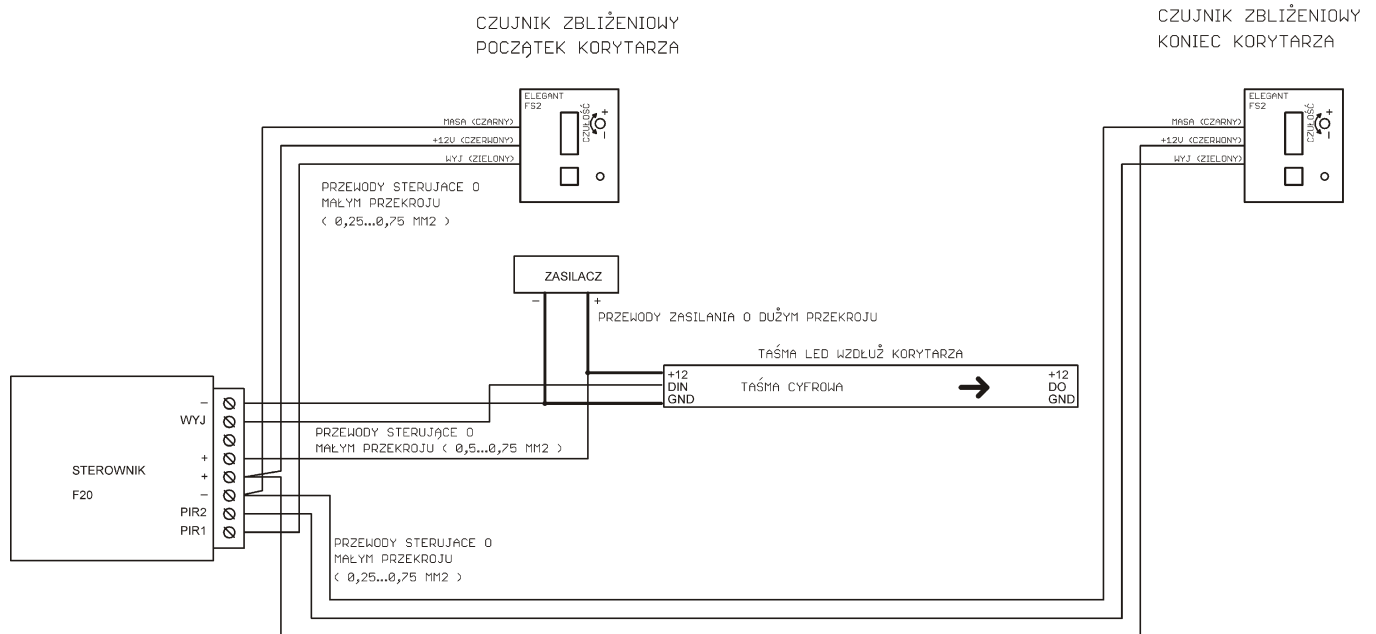 CZUJNIK ZBLIŻENIOWY
POCZĄTEK KORYTARZA
CZUJNIK ZBLIŻENIOWY
KONIEC KORYTARZA
ELEGANT
FS2
CZUŁOŚĆ
+
−
MASA (CZARNY)
+12V (CZERWONY)
WYJ (ZIELONY)
ELEGANT
FS2
CZUŁOŚĆ
+
−
MASA (CZARNY)
+12V (CZERWONY)
WYJ (ZIELONY)
PRZEWODY STERUJACE O
MAŁYM PRZEKROJU
( 0,25...0,75 MM2 )
ZASILACZ
− +
PRZEWODY ZASILANIA O DUŻYM PRZEKROJU
TAŚMA LED WZDŁUŻ KORYTARZA
+12
DIN
GND
TAŚMA CYFROWA
+12
DO
GND
STEROWNIK
F20
−
WYJ
+
+
−
PIR2
PIR1
PRZEWODY STERUJĄCE O
MAŁYM PRZEKROJU ( 0,5...0,75 MM2 )
PRZEWODY STERUJACE O
MAŁYM PRZEKROJU
( 0,25...0,75 MM2 )